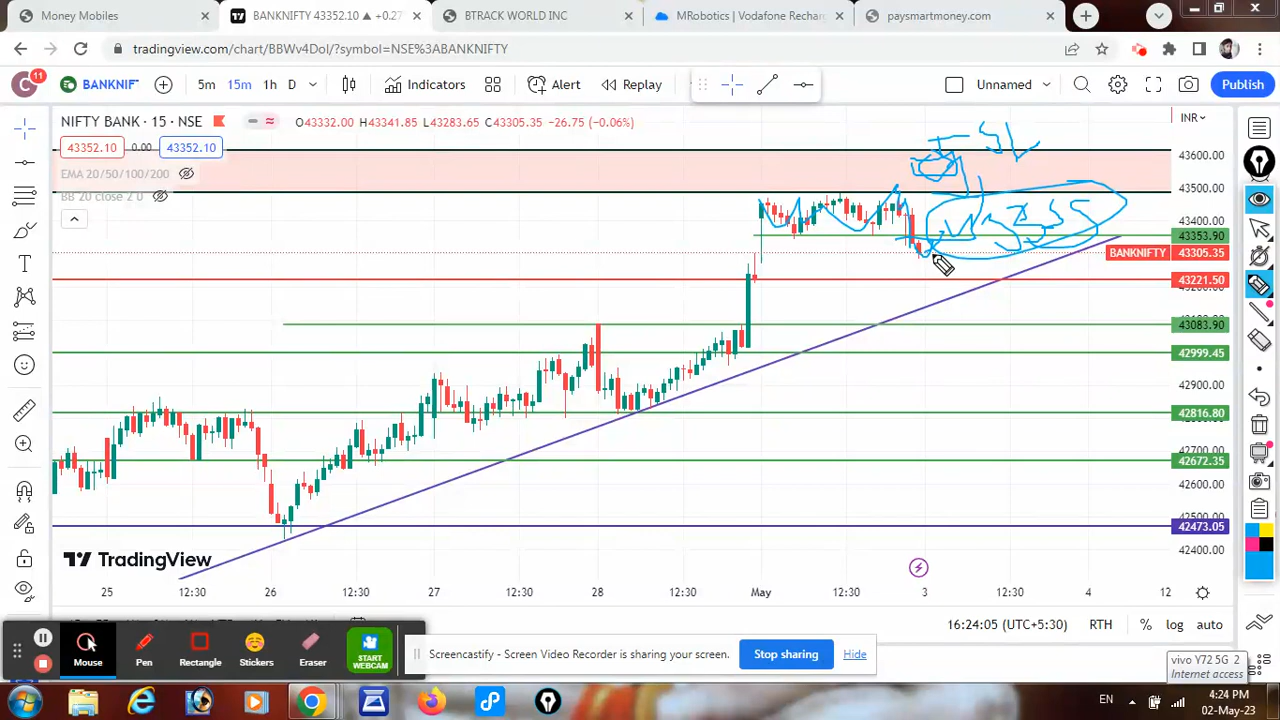 Money Mobiles
BANKNIFTY 43352.10 ▲ +0.27
BTRACK WORLD INC
MRobotics | Vodafone Recharg
paysmartmoney.com
tradingview.com/chart/BBWv4Dol/?symbol=NSE%3ABANKNIFTY
C 11
BANKNIF
5m 15m 1h D
Indicators
Alert
Replay
Unnamed
Publish
NIFTY BANK · 15 · NSE
O43332.00 H43341.85 L43283.65 C43305.35 −26.75 (−0.06%)
INR
43352.10 0.00 43352.10
EMA 20/50/100/200
BB 20 close 2 0
SL
43600.00
43500.00
43400.00
43353.90
BANKNIFTY 43305.35
43221.50
43083.90
42999.45
42900.00
42816.80
42700.00
42672.35
42600.00
42473.05
42400.00
TradingView
25 12:30 26 12:30 27 12:30 28 12:30 May 12:30 3 12:30 4 12
16:24:05 (UTC+5:30) RTH % log auto
Mouse
Pen
Rectangle
Stickers
Eraser
START WEBCAM
Screencastify - Screen Video Recorder is sharing your screen.
Stop sharing
Hide
vivo Y72 5G 2
Internet access
EN
4:24 PM
02-May-23